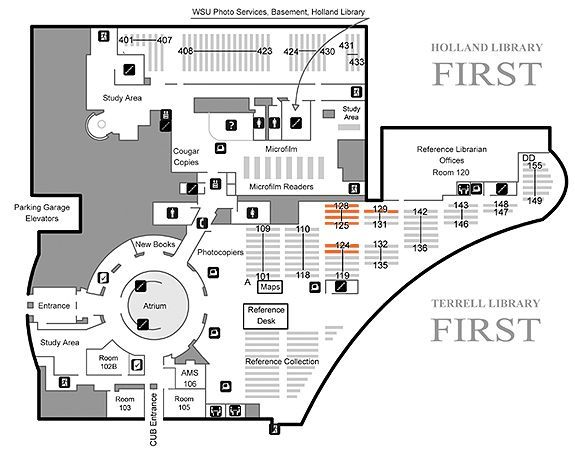 WSU Photo Services, Basement, Holland Library
401
407
408
423
424
430
431
433
HOLLAND LIBRARY
FIRST
Study Area
Study
Area
?
Cougar
Copies
Microfilm
Microfilm Readers
Reference Librarian
Offices
Room 120
DD
155
149
Parking Garage
Elevators
128
125
129
131
142
136
143
146
148
147
New Books
Photocopiers
109
101
110
118
124
119
132
135
A
Maps
Entrance
Atrium
Reference
Desk
TERRELL LIBRARY
FIRST
Study Area
Room
102B
AMS
106
Reference Collection
Room
103
CUB Entrance
Room
105